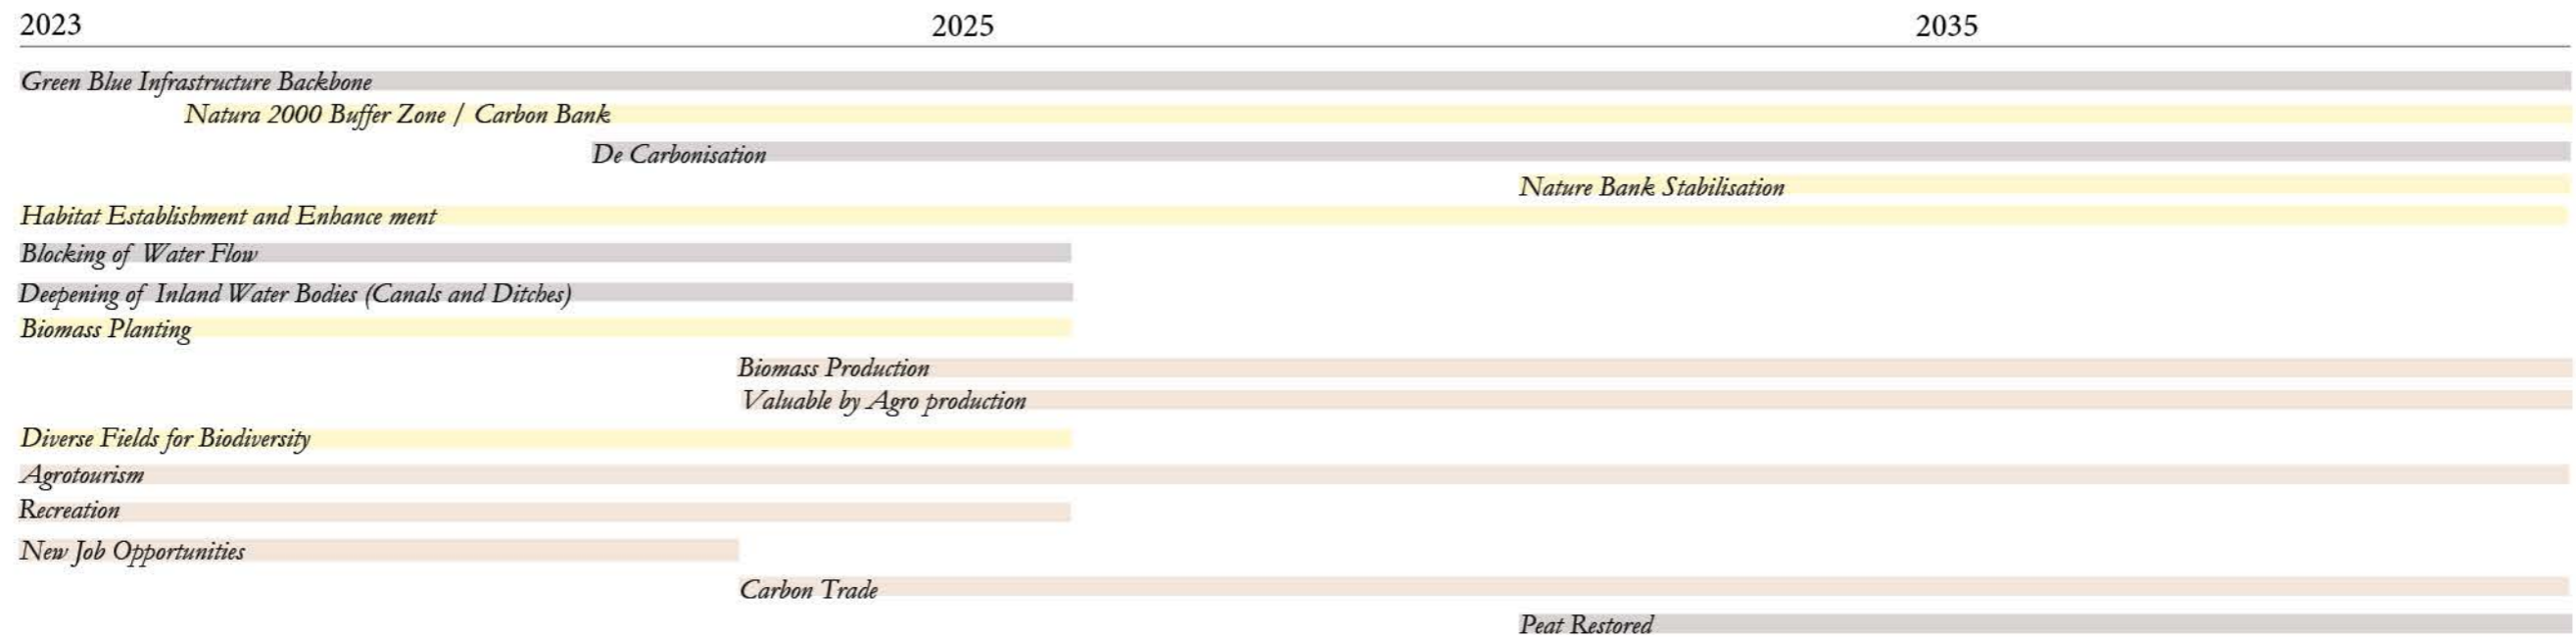 2023 2025 2035
Green Blue Infrastructure Backbone
Natura 2000 Buffer Zone / Carbon Bank
De Carbonisation
Nature Bank Stabilisation
Habitat Establishment and Enhance ment
Blocking of Water Flow
Deepening of Inland Water Bodies (Canals and Ditches)
Biomass Planting
Biomass Production
Valuable by Agro production
Diverse Fields for Biodiversity
Agrotourism
Recreation
New Job Opportunities
Carbon Trade
Peat Restored